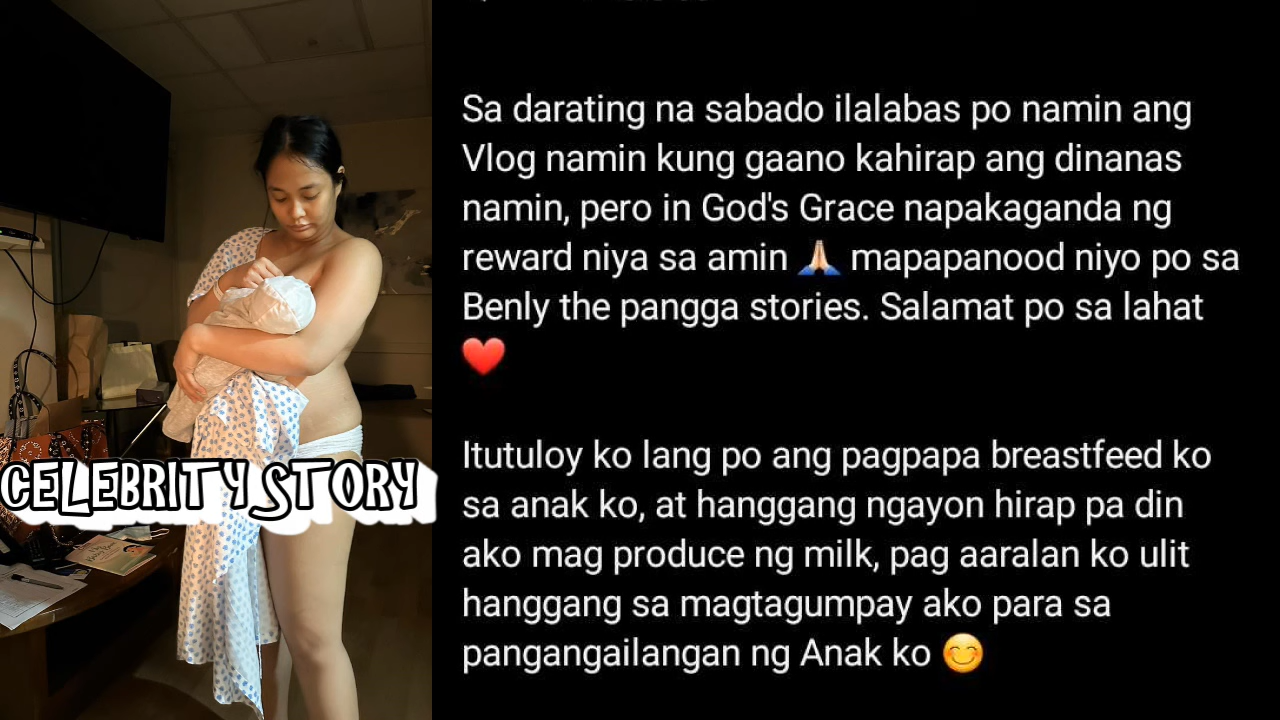 Sa darating na sabado ilalabas po namin ang
Vlog namin kung gaano kahirap ang dinanas
namin, pero in God's Grace napakaganda ng
reward niya sa amin 🙏🏻 mapapanood niyo po sa
Benly the pangga stories. Salamat po sa lahat
❤️
Itutuloy ko lang po ang pagpapa breastfeed ko
sa anak ko, at hanggang ngayon hirap pa din
ako mag produce ng milk, pag aaralan ko ulit
hanggang sa magtagumpay ako para sa
pangangailangan ng Anak ko 😊
CELEBRITY STORY